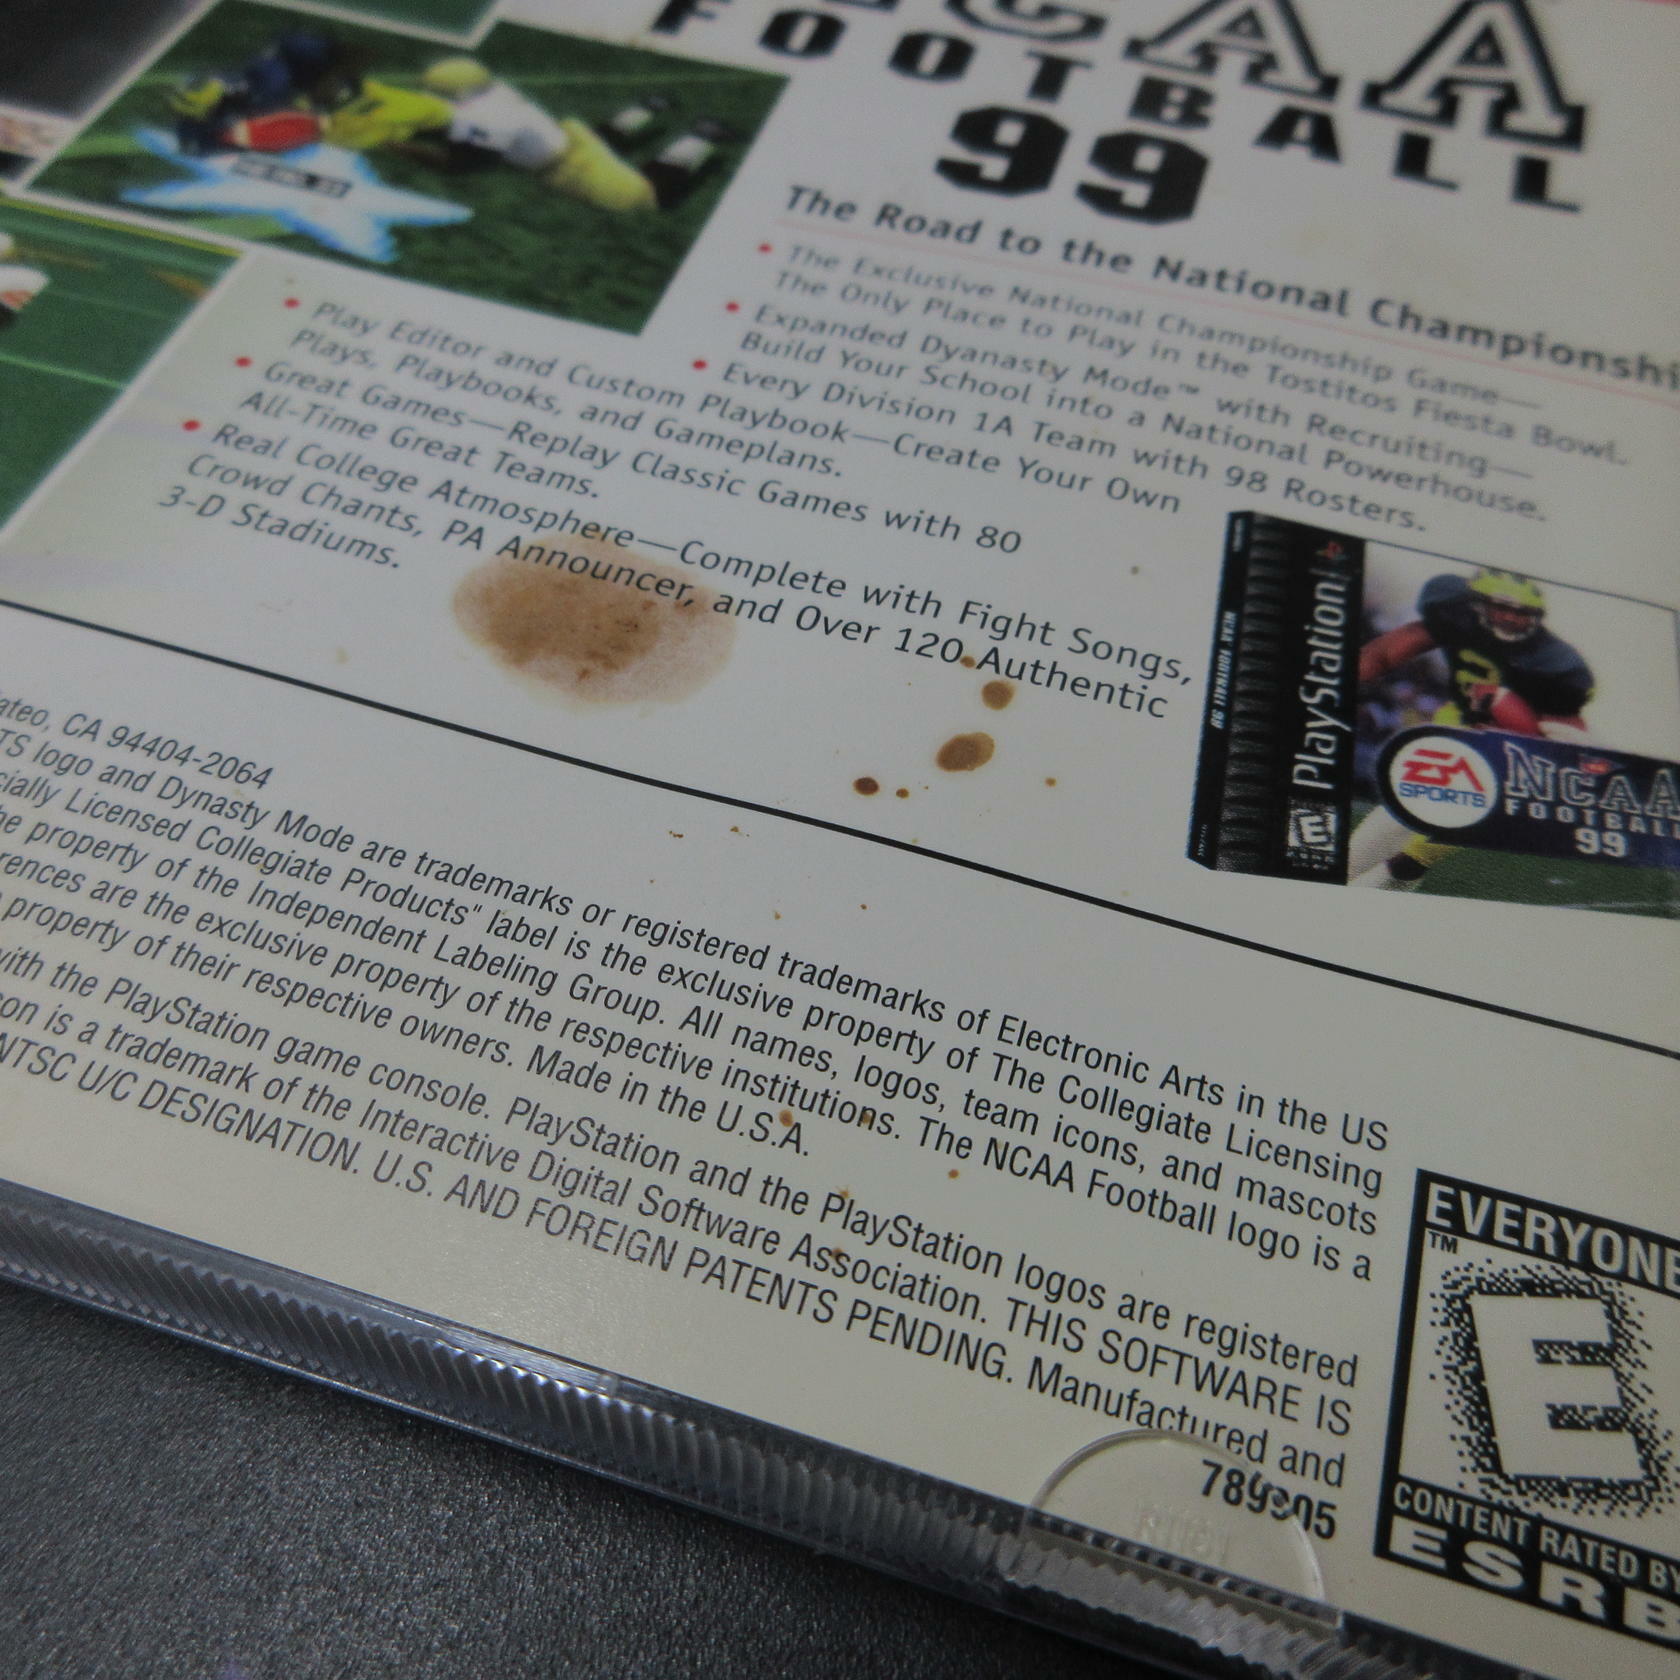 NCAA
FOOTBALL
99
The Road to the National Championshi
• The Exclusive National Championship Game—
The Only Place to Play in the Tostitos Fiesta Bowl.
• Expanded Dyanasty Mode™ with Recruiting—
Build Your School into a National Powerhouse.
• Every Division 1A Team with 98 Rosters.
• Play Editor and Custom Playbook—Create Your Own
Plays, Playbooks, and Gameplans.
• Great Games—Replay Classic Games with 80
All-Time Great Teams.
• Real College Atmosphere—Complete with Fight Songs,
Crowd Chants, PA Announcer, and Over 120 Authentic
3-D Stadiums.
NCAA FOOTBALL 99
PlayStation
E
EA
SPORTS
NCAA
FOOTBALL
99
ateo, CA 94404-2064
TS logo and Dynasty Mode are trademarks or registered trademarks of Electronic Arts in the US
cially Licensed Collegiate Products" label is the exclusive property of The Collegiate Licensing
he property of the Independent Labeling Group. All names, logos, team icons, and mascots
rences are the exclusive property of the respective institutions. The NCAA Football logo is a
property of their respective owners. Made in the U.S.A.
with the PlayStation game console. PlayStation and the PlayStation logos are registered
con is a trademark of the Interactive Digital Software Association. THIS SOFTWARE IS
NTSC U/C DESIGNATION. U.S. AND FOREIGN PATENTS PENDING. Manufactured and
789905
EVERYONE
™
E
CONTENT RATED BY
ESRB